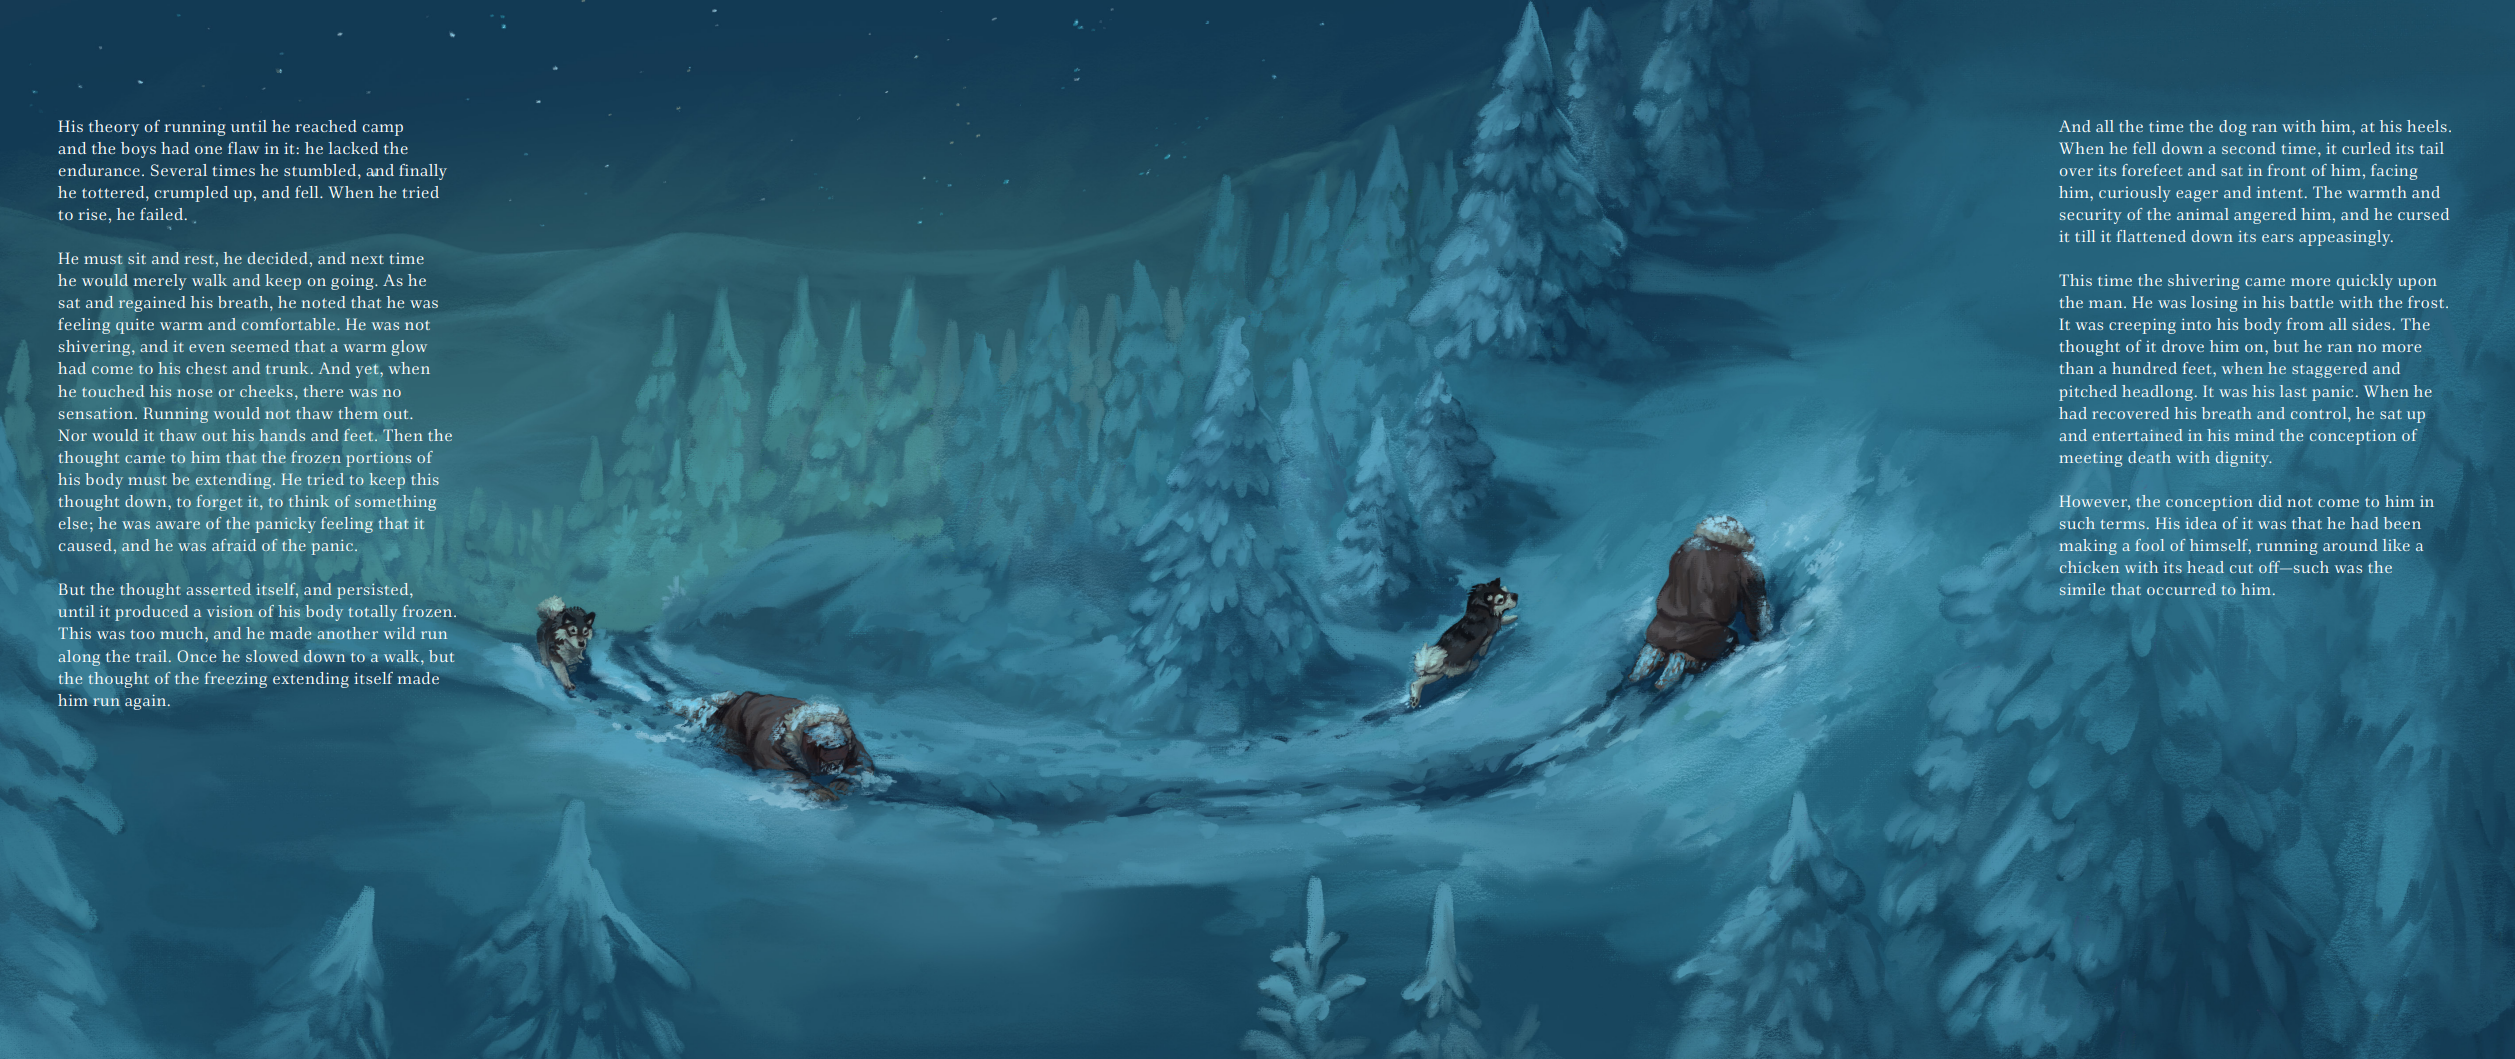 His theory of running until he reached camp
and the boys had one flaw in it: he lacked the
endurance. Several times he stumbled, and finally
he tottered, crumpled up, and fell. When he tried
to rise, he failed.
He must sit and rest, he decided, and next time
he would merely walk and keep on going. As he
sat and regained his breath, he noted that he was
feeling quite warm and comfortable. He was not
shivering, and it even seemed that a warm glow
had come to his chest and trunk. And yet, when
he touched his nose or cheeks, there was no
sensation. Running would not thaw them out.
Nor would it thaw out his hands and feet. Then the
thought came to him that the frozen portions of
his body must be extending. He tried to keep this
thought down, to forget it, to think of something
else; he was aware of the panicky feeling that it
caused, and he was afraid of the panic.
But the thought asserted itself, and persisted,
until it produced a vision of his body totally frozen.
This was too much, and he made another wild run
along the trail. Once he slowed down to a walk, but
the thought of the freezing extending itself made
him run again.
And all the time the dog ran with him, at his heels.
When he fell down a second time, it curled its tail
over its forefeet and sat in front of him, facing
him, curiously eager and intent. The warmth and
security of the animal angered him, and he cursed
it till it flattened down its ears appeasingly.
This time the shivering came more quickly upon
the man. He was losing in his battle with the frost.
It was creeping into his body from all sides. The
thought of it drove him on, but he ran no more
than a hundred feet, when he staggered and
pitched headlong. It was his last panic. When he
had recovered his breath and control, he sat up
and entertained in his mind the conception of
meeting death with dignity.
However, the conception did not come to him in
such terms. His idea of it was that he had been
making a fool of himself, running around like a
chicken with its head cut off—such was the
simile that occurred to him.